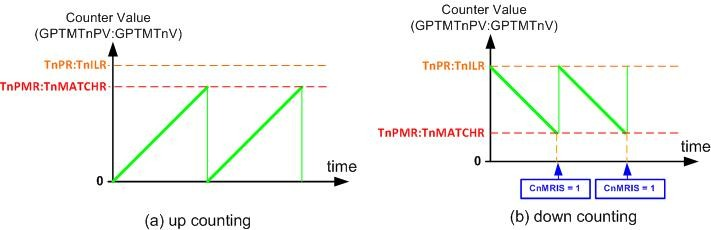 Counter Value
(GPTMTnPV:GPTMTnV)
TnPR:TnILR
TnPMR:TnMATCHR
0
time
(a) up counting
Counter Value
(GPTMTnPV:GPTMTnV)
TnPR:TnILR
TnPMR:TnMATCHR
0
time
CnMRIS = 1
CnMRIS = 1
(b) down counting